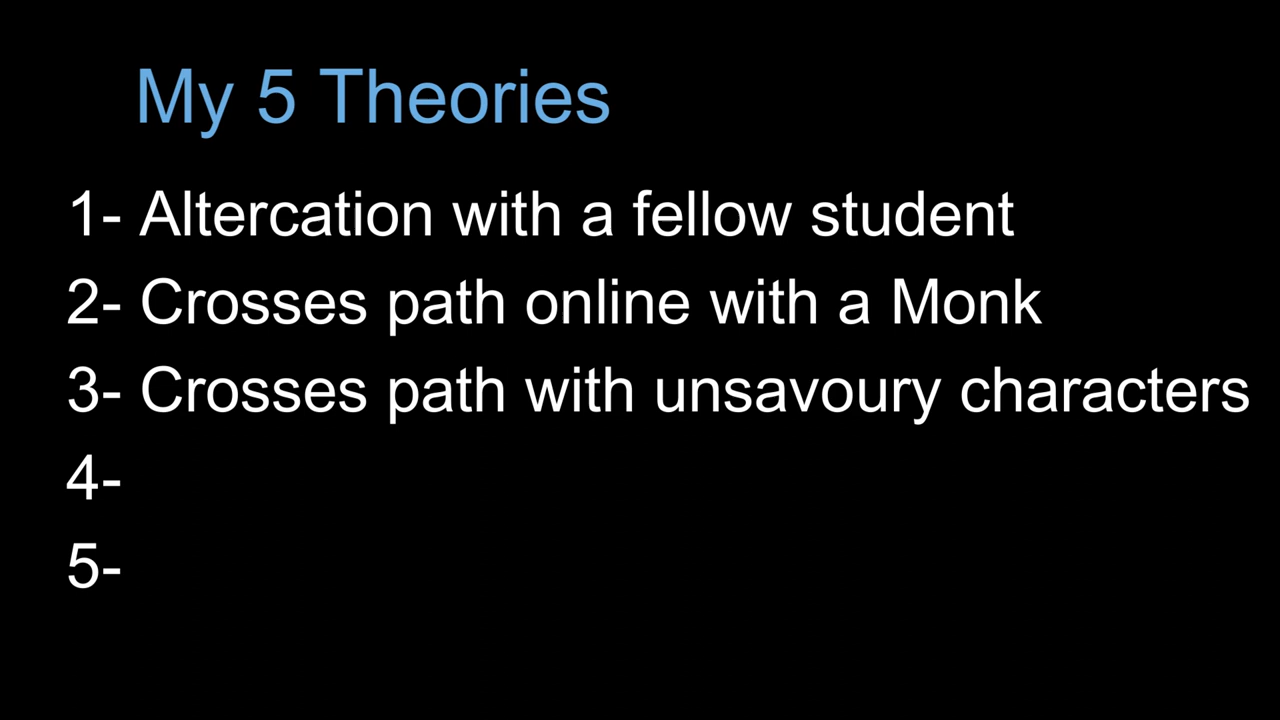 My 5 Theories
1- Altercation with a fellow student
2- Crosses path online with a Monk
3- Crosses path with unsavoury characters
4-
5-